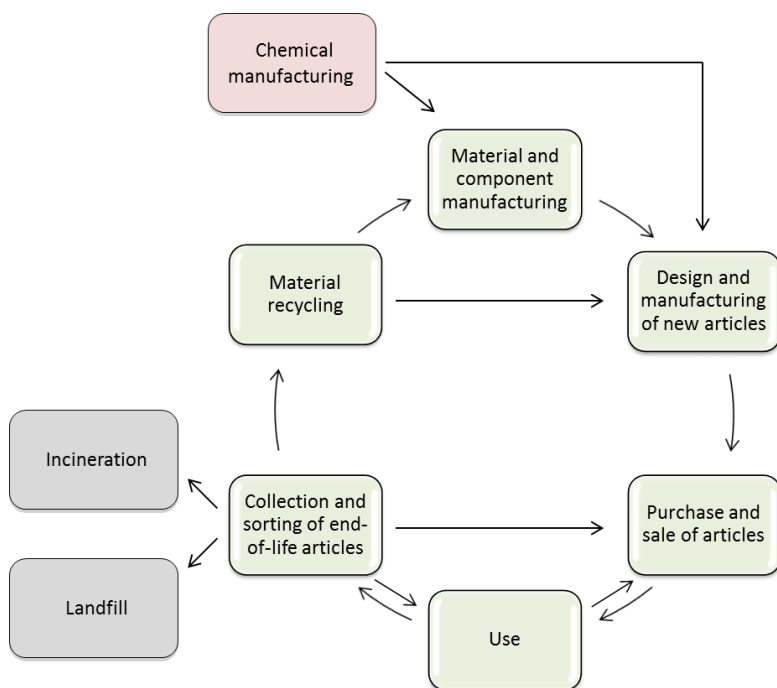 Chemical
manufacturing
Material and
component
manufacturing
Material
recycling
Design and
manufacturing
of new articles
Incineration
Collection and
sorting of end-
of-life articles
Purchase and
sale of articles
Landfill
Use